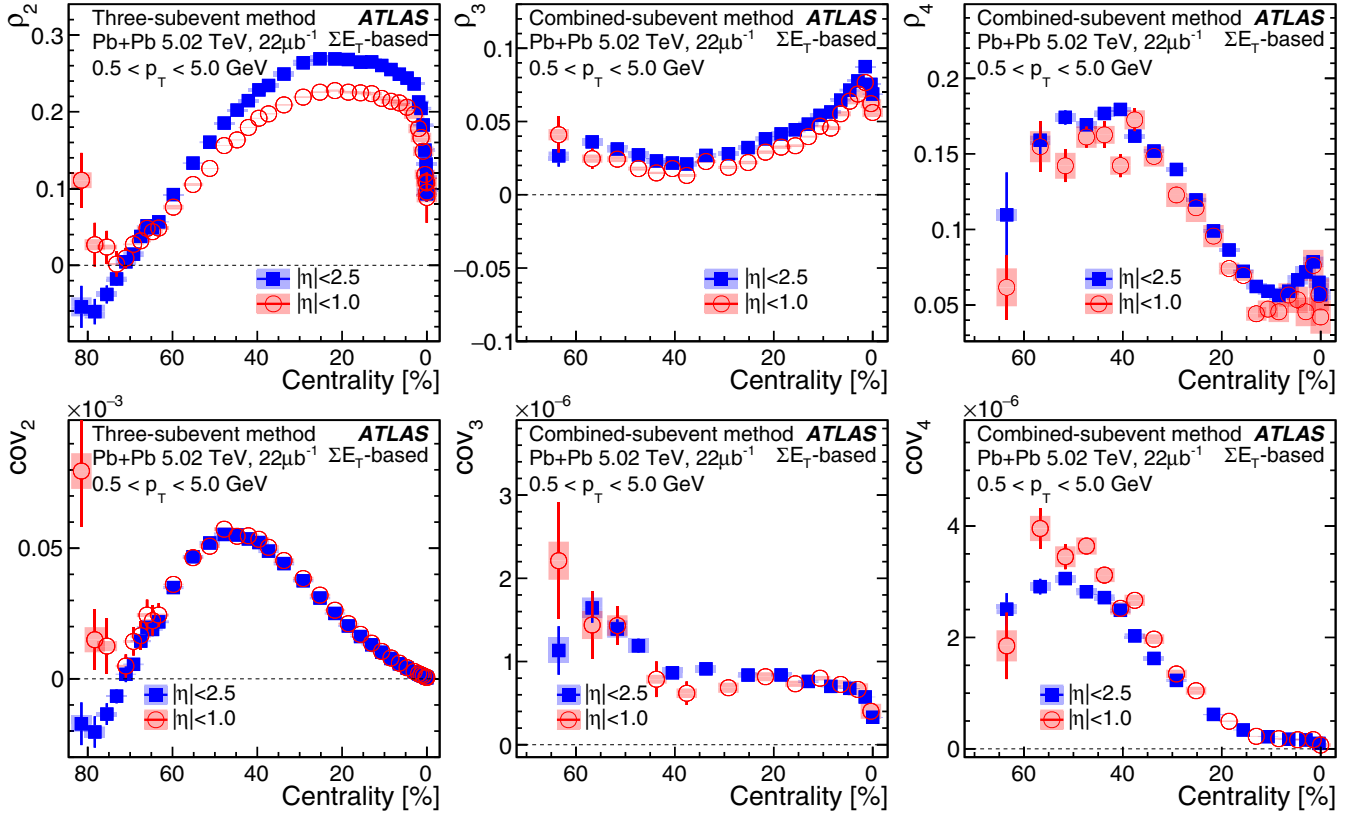 ρ2
Three-subevent method ATLAS
Pb+Pb 5.02 TeV, 22μb-1 ΣET-based
0.5 < pT < 5.0 GeV
0.3
0.2
0.1
0
|η|<2.5
|η|<1.0
80 60 40 20 0
Centrality [%]
ρ3
Combined-subevent method ATLAS
Pb+Pb 5.02 TeV, 22μb-1 ΣET-based
0.5 < pT < 5.0 GeV
0.1
0.05
0
−0.05
−0.1
|η|<2.5
|η|<1.0
60 40 20 0
Centrality [%]
ρ4
Combined-subevent method ATLAS
Pb+Pb 5.02 TeV, 22μb-1 ΣET-based
0.5 < pT < 5.0 GeV
0.2
0.15
0.1
0.05
|η|<2.5
|η|<1.0
60 40 20 0
Centrality [%]
×10−3
cov2
Three-subevent method ATLAS
Pb+Pb 5.02 TeV, 22μb-1 ΣET-based
0.5 < pT < 5.0 GeV
0.05
0
|η|<2.5
|η|<1.0
80 60 40 20 0
Centrality [%]
×10−6
cov3
Combined-subevent method ATLAS
Pb+Pb 5.02 TeV, 22μb-1 ΣET-based
0.5 < pT < 5.0 GeV
3
2
1
0
|η|<2.5
|η|<1.0
60 40 20 0
Centrality [%]
×10−6
cov4
Combined-subevent method ATLAS
Pb+Pb 5.02 TeV, 22μb-1 ΣET-based
0.5 < pT < 5.0 GeV
6
4
2
0
|η|<2.5
|η|<1.0
60 40 20 0
Centrality [%]